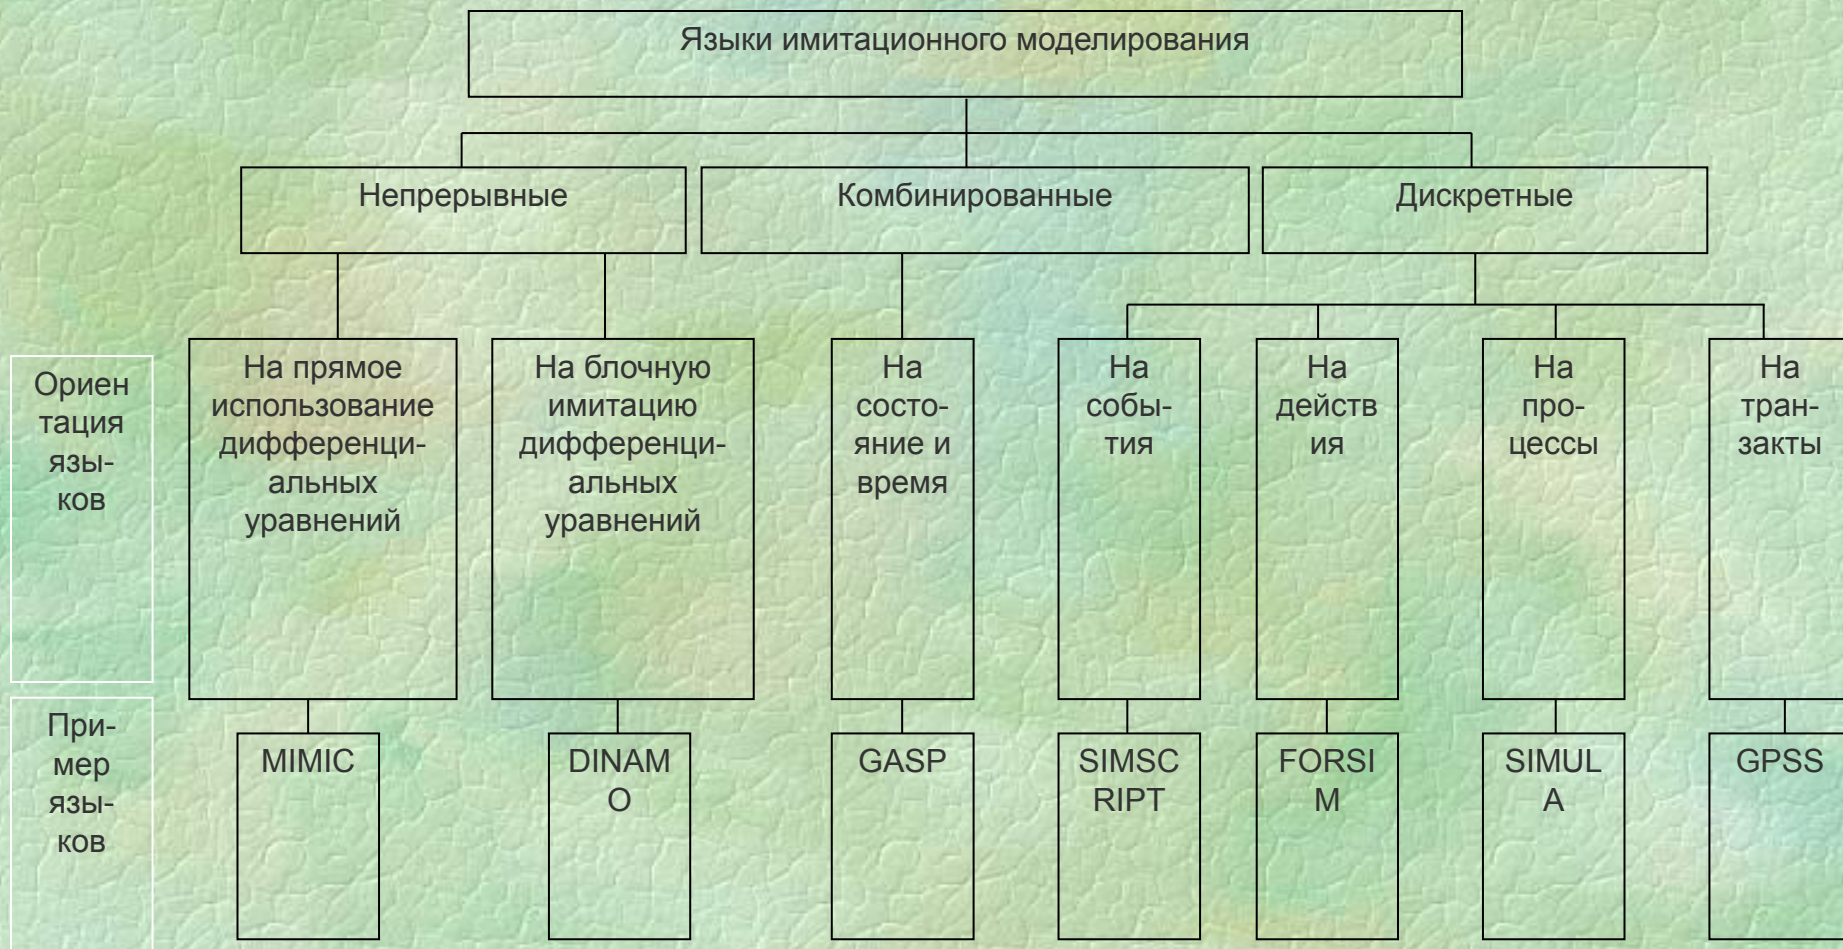 Языки имитационного моделирования
Непрерывные
Комбинированные
Дискретные
Ориен
тация
язы-
ков
На прямое
использование
дифференци-
альных
уравнений
На блочную
имитацию
дифференци-
альных
уравнений
На
состо-
яние и
время
На
собы-
тия
На
действ
ия
На
про-
цессы
На
тран-
закты
При-
мер
язы-
ков
MIMIC
DINAM
O
GASP
SIMSC
RIPT
FORSI
M
SIMUL
A
GPSS